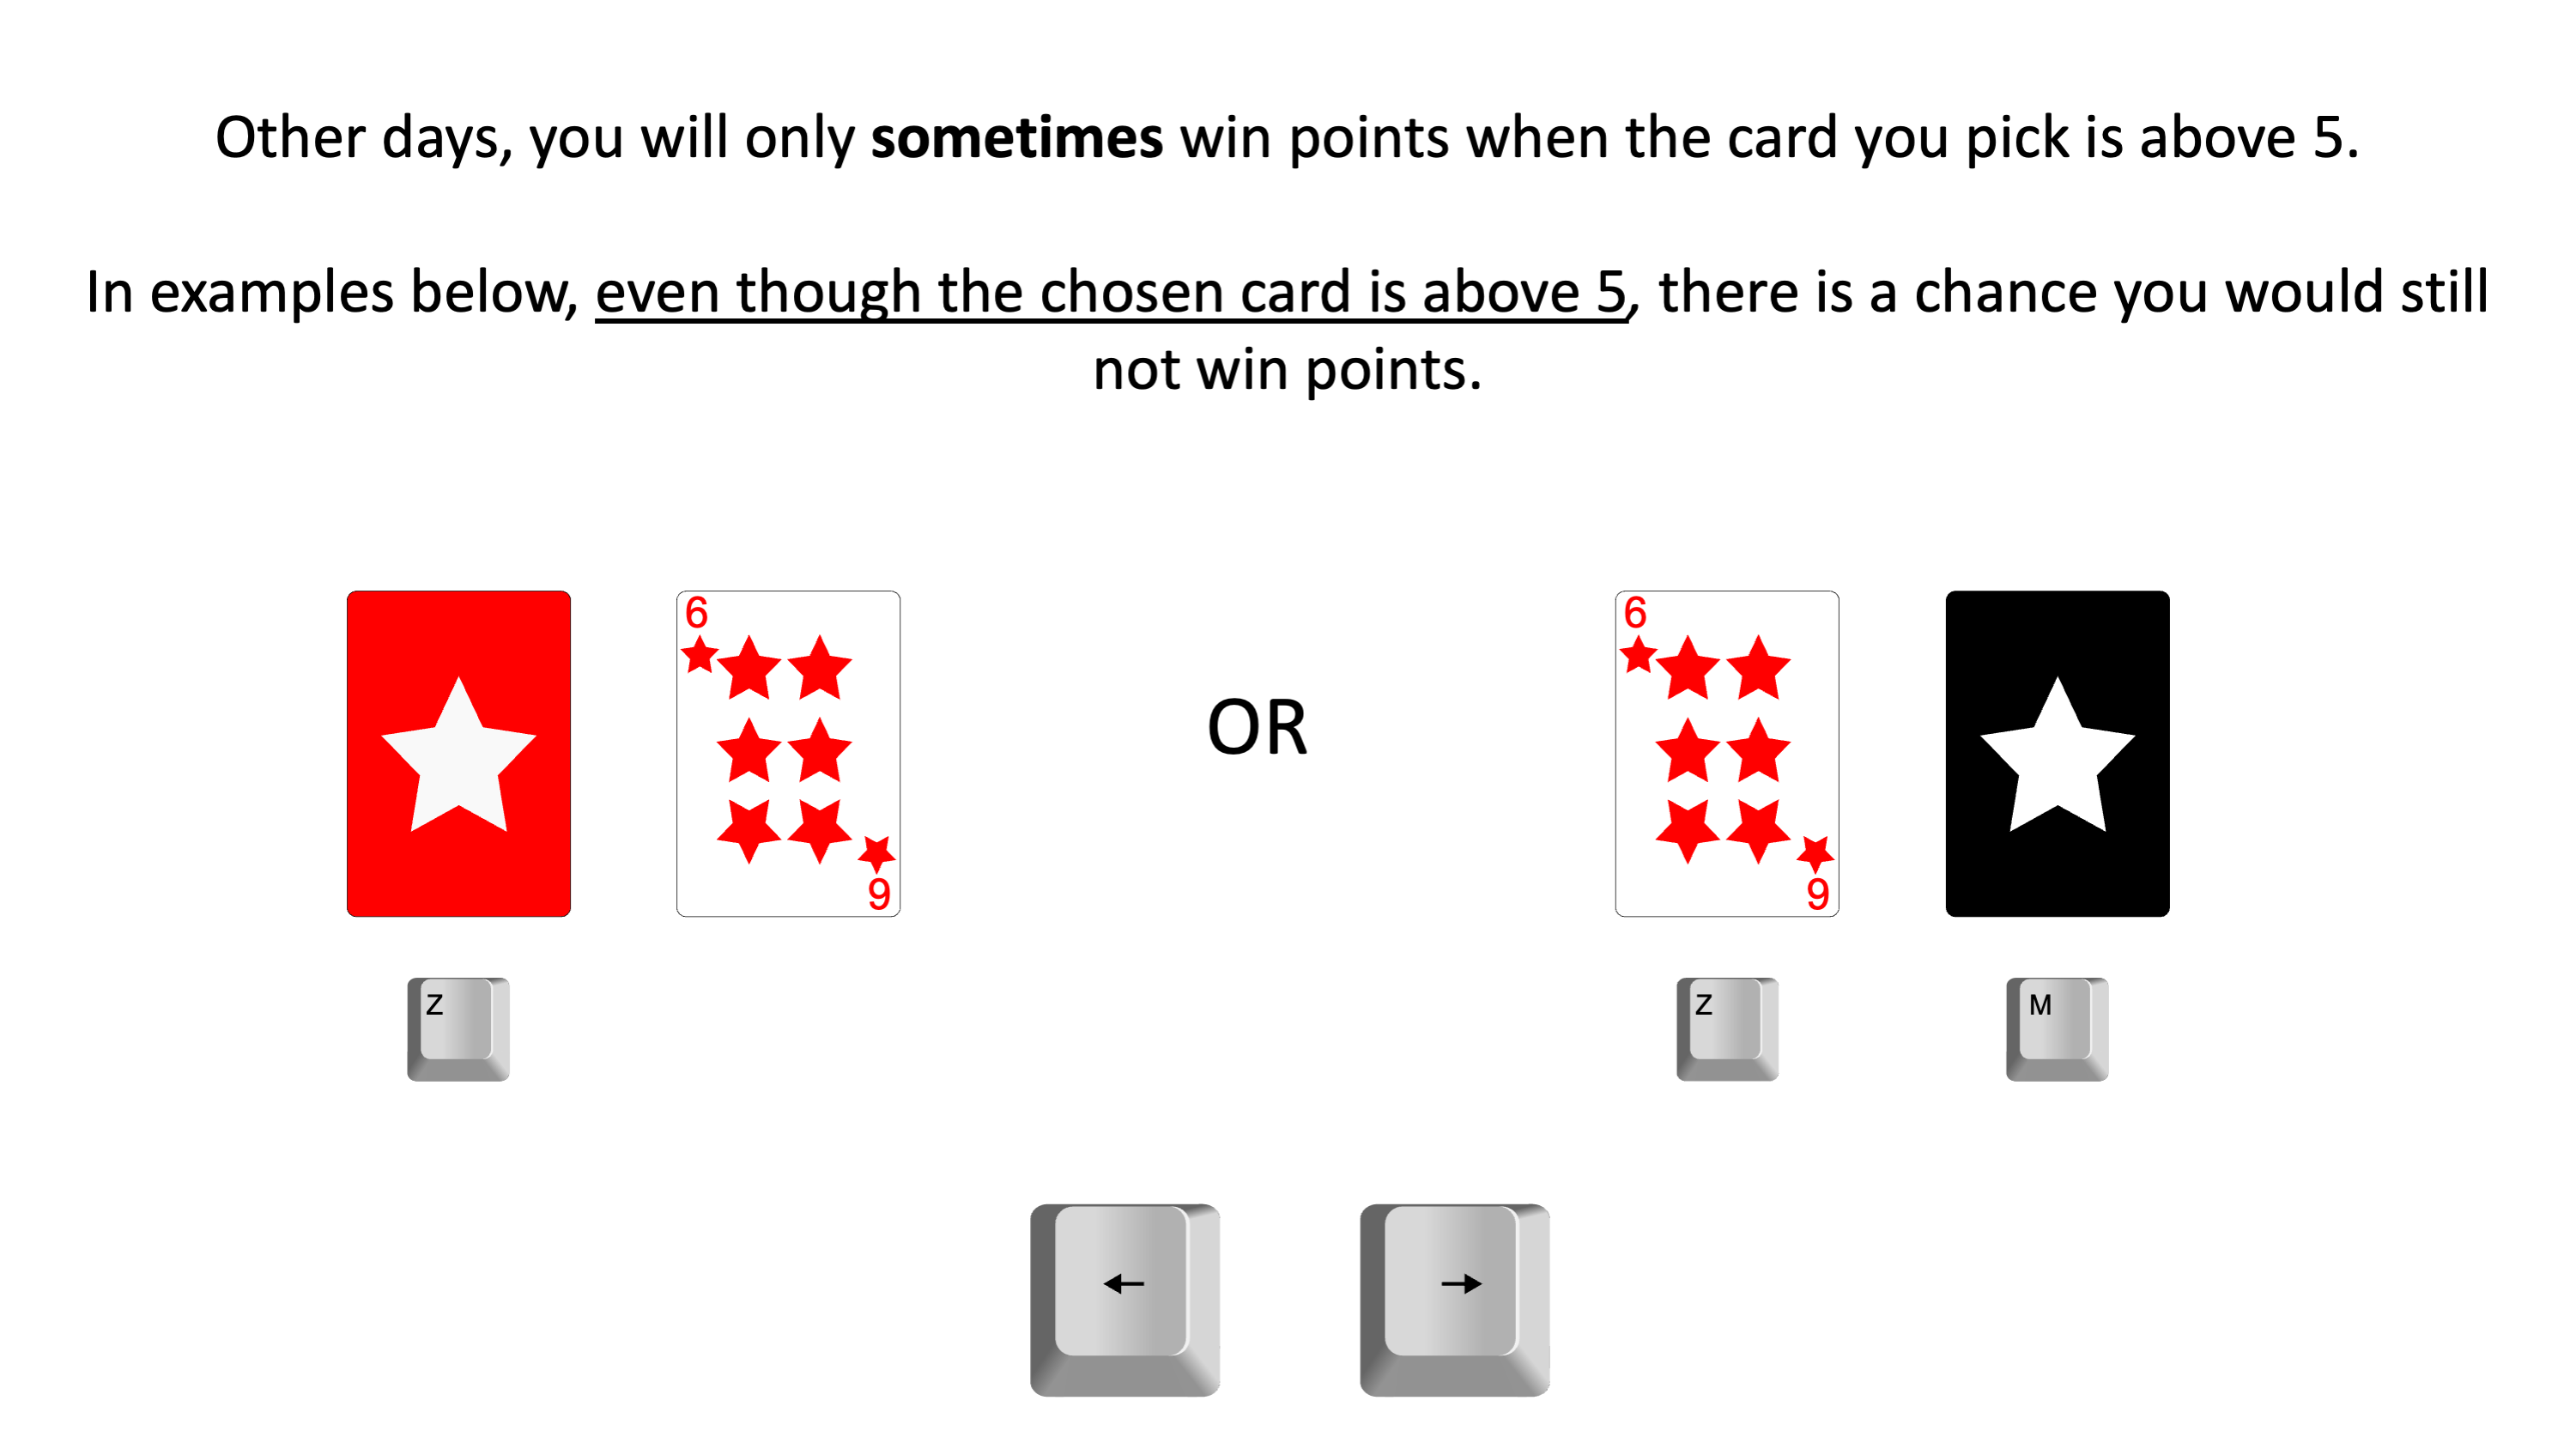 Other days, you will only sometimes win points when the card you pick is above 5.
In examples below, even though the chosen card is above 5, there is a chance you would still
not win points.
6
6
6
6
OR
Z
Z
M
← →